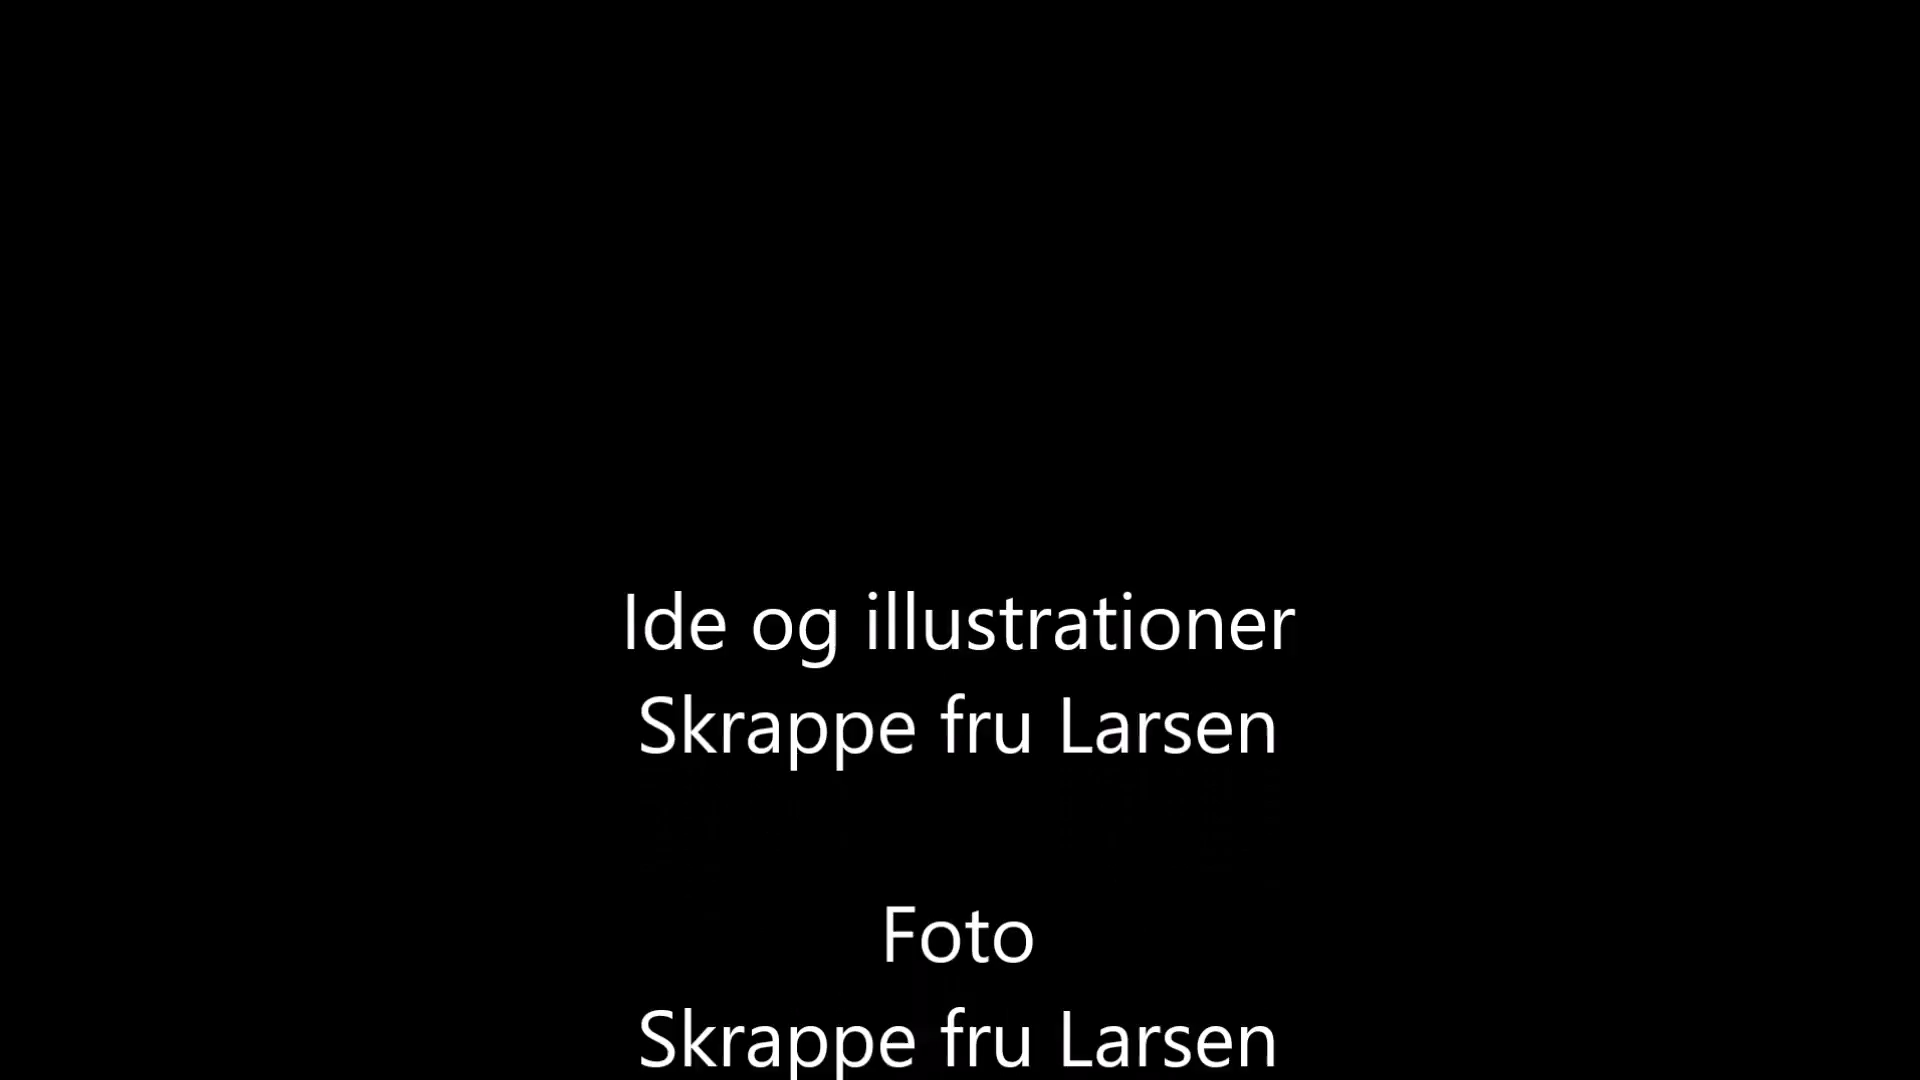 Ide og illustrationer
Skrappe fru Larsen
Foto
Skrappe fru Larsen